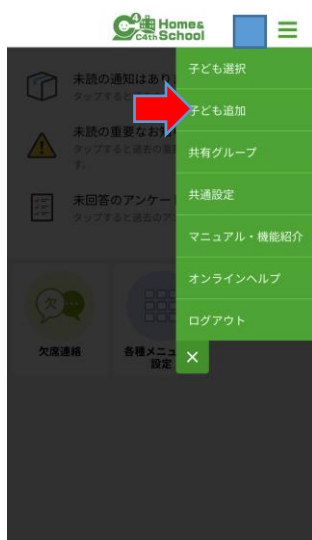 C4th Home&School
子ども選択
未読の通知はあり
タップする
子ども追加
未読の重要なお知
タップすると過去の重
す。
共有グループ
未回答のアンケー
タップすると過去のア
共通設定
マニュアル・機能紹介
オンラインヘルプ
ログアウト
欠
欠席連絡
各種メニュ
設定